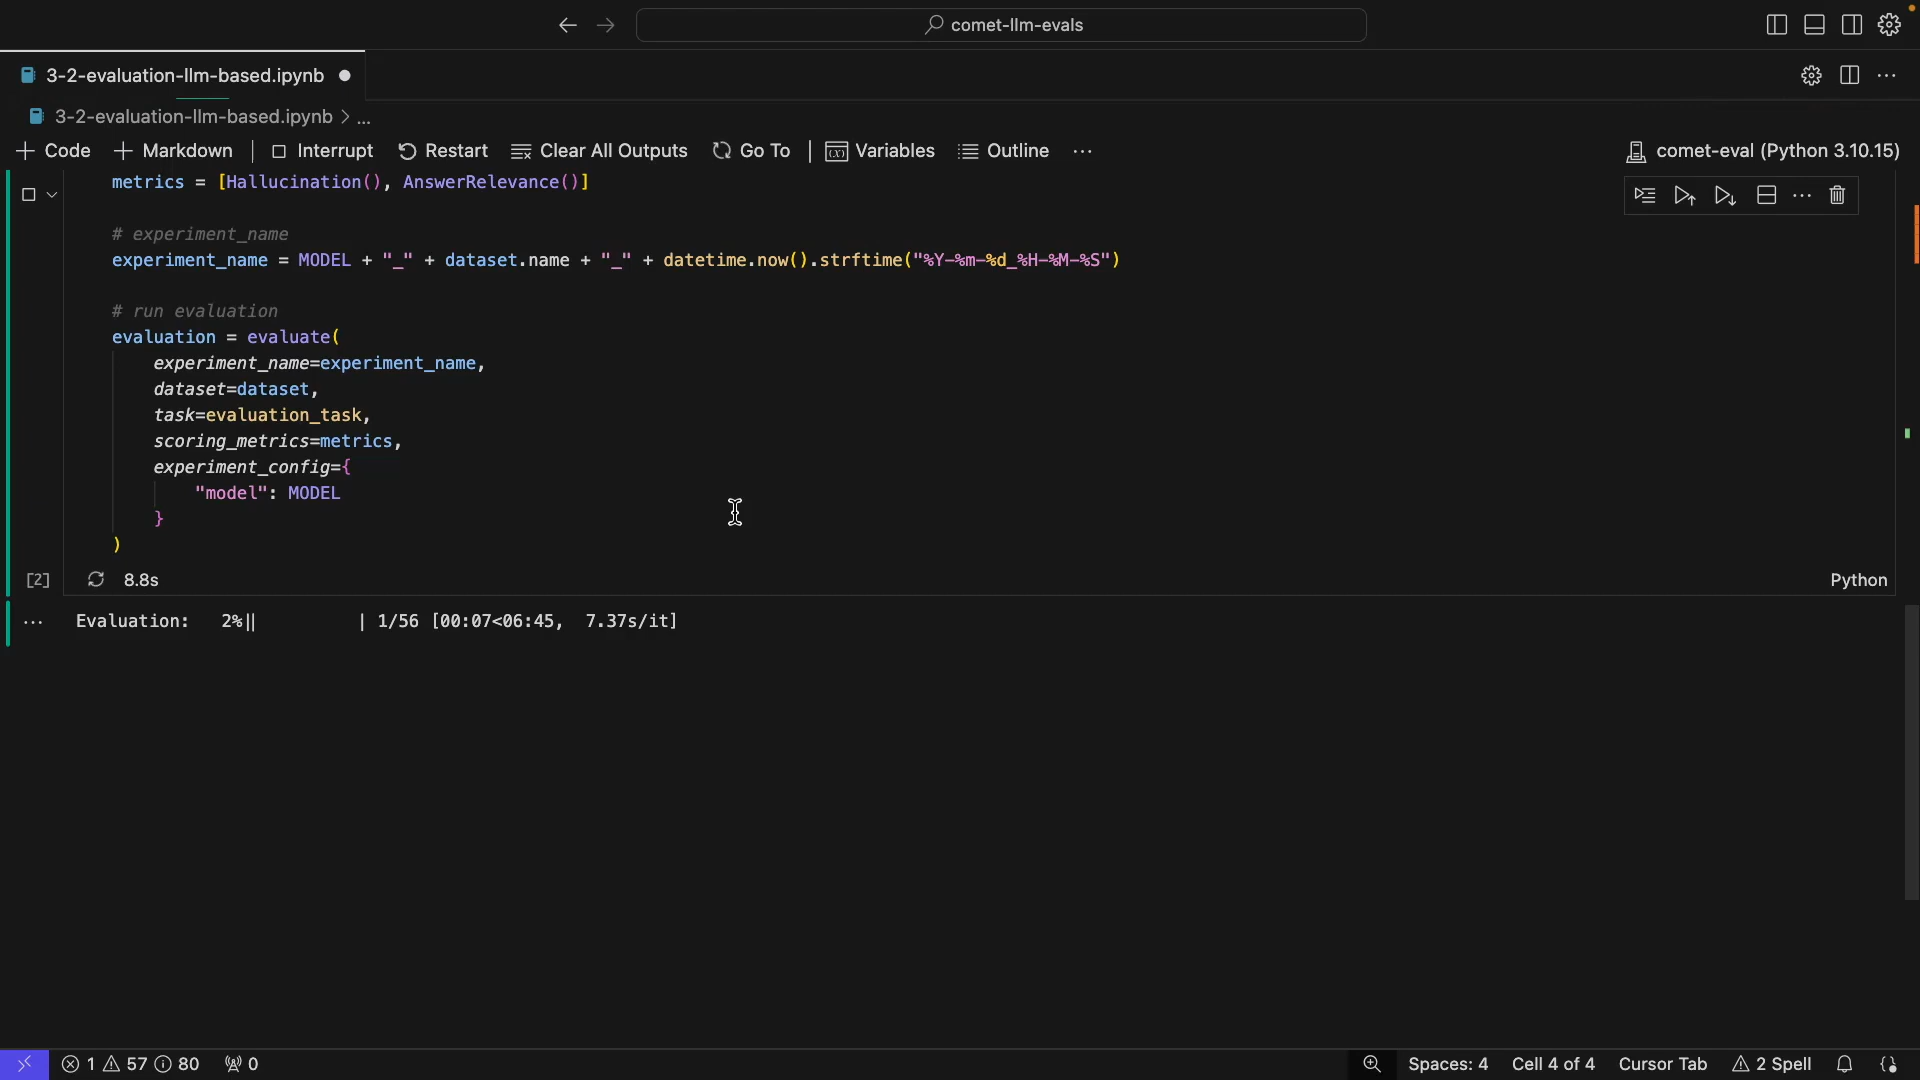 comet-llm-evals
3-2-evaluation-llm-based.ipynb
3-2-evaluation-llm-based.ipynb > ...
+ Code + Markdown | Interrupt Restart Clear All Outputs Go To | Variables Outline ... comet-eval (Python 3.10.15)
metrics = [Hallucination(), AnswerRelevance()]
# experiment_name
experiment_name = MODEL + "_" + dataset.name + "_" + datetime.now().strftime("%Y-%m-%d_%H-%M-%S")
# run evaluation
evaluation = evaluate(
    experiment_name=experiment_name,
    dataset=dataset,
    task=evaluation_task,
    scoring_metrics=metrics,
    experiment_config={
        "model": MODEL
    }
)
[2] 8.8s Python
... Evaluation:   2%||          | 1/56 [00:07<06:45,  7.37s/it]
1 57 80 0 Spaces: 4 Cell 4 of 4 Cursor Tab 2 Spell